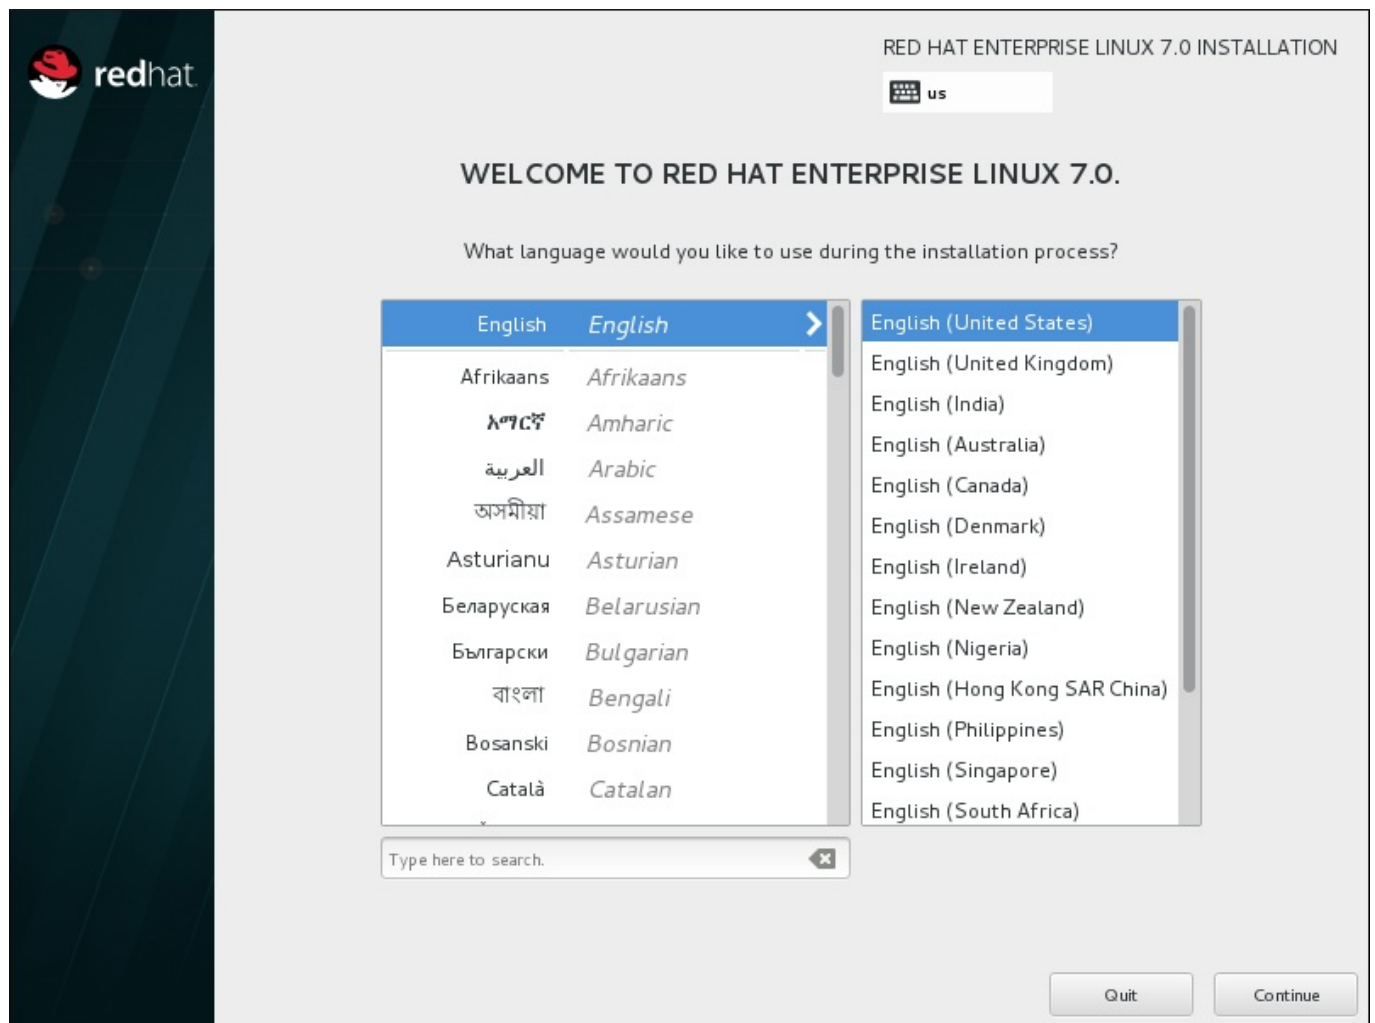 redhat.
RED HAT ENTERPRISE LINUX 7.0 INSTALLATION
us
WELCOME TO RED HAT ENTERPRISE LINUX 7.0.
What language would you like to use during the installation process?
English English
Afrikaans Afrikaans
አማርኛ Amharic
العربية Arabic
অসমীয়া Assamese
Asturianu Asturian
Беларуская Belarusian
Български Bulgarian
বাংলা Bengali
Bosanski Bosnian
Català Catalan
English (United States)
English (United Kingdom)
English (India)
English (Australia)
English (Canada)
English (Denmark)
English (Ireland)
English (New Zealand)
English (Nigeria)
English (Hong Kong SAR China)
English (Philippines)
English (Singapore)
English (South Africa)
Type here to search.
Quit Continue